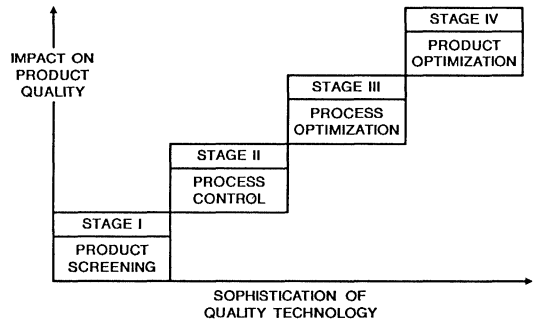 STAGE IV
PRODUCT
OPTIMIZATION
IMPACT ON
PRODUCT
QUALITY
STAGE III
PROCESS
OPTIMIZATION
STAGE II
PROCESS
CONTROL
STAGE I
PRODUCT
SCREENING
SOPHISTICATION OF
QUALITY TECHNOLOGY